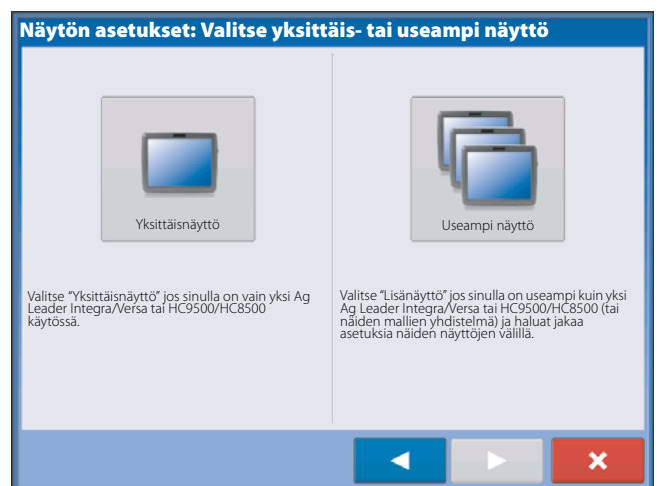 Näytön asetukset: Valitse yksittäis- tai useampi näyttö
Yksittäisnäyttö
Valitse "Yksittäisnäyttö" jos sinulla on vain yksi Ag
Leader Integra/Versa tai HC9500/HC8500
käytössä.
Useampi näyttö
Valitse "Lisänäyttö" jos sinulla on useampi kuin yksi
Ag Leader Integra/Versa tai HC9500/HC8500 (tai
näiden mallien yhdistelmä) ja haluat jakaa
asetuksia näiden näyttöjen välillä.